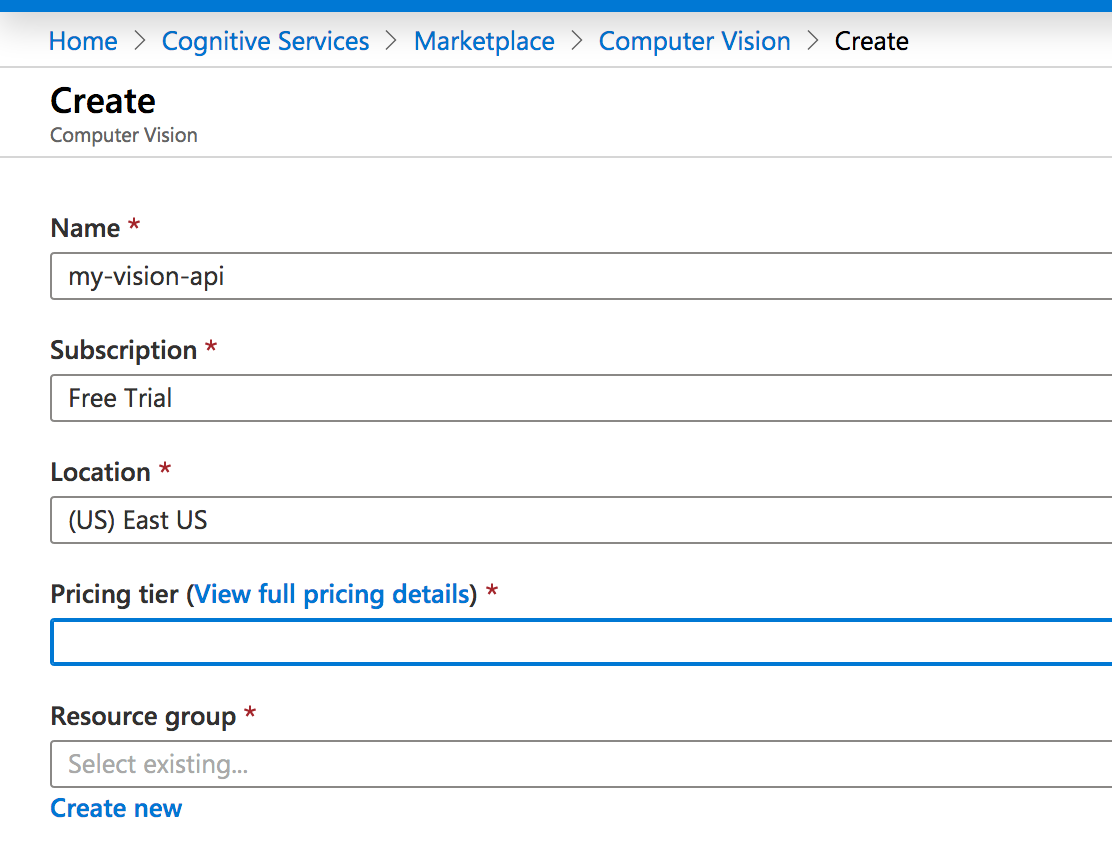 Home > Cognitive Services > Marketplace > Computer Vision > Create
Create
Computer Vision
Name *
my-vision-api
Subscription *
Free Trial
Location *
(US) East US
Pricing tier (View full pricing details) *
Resource group *
Select existing...
Create new